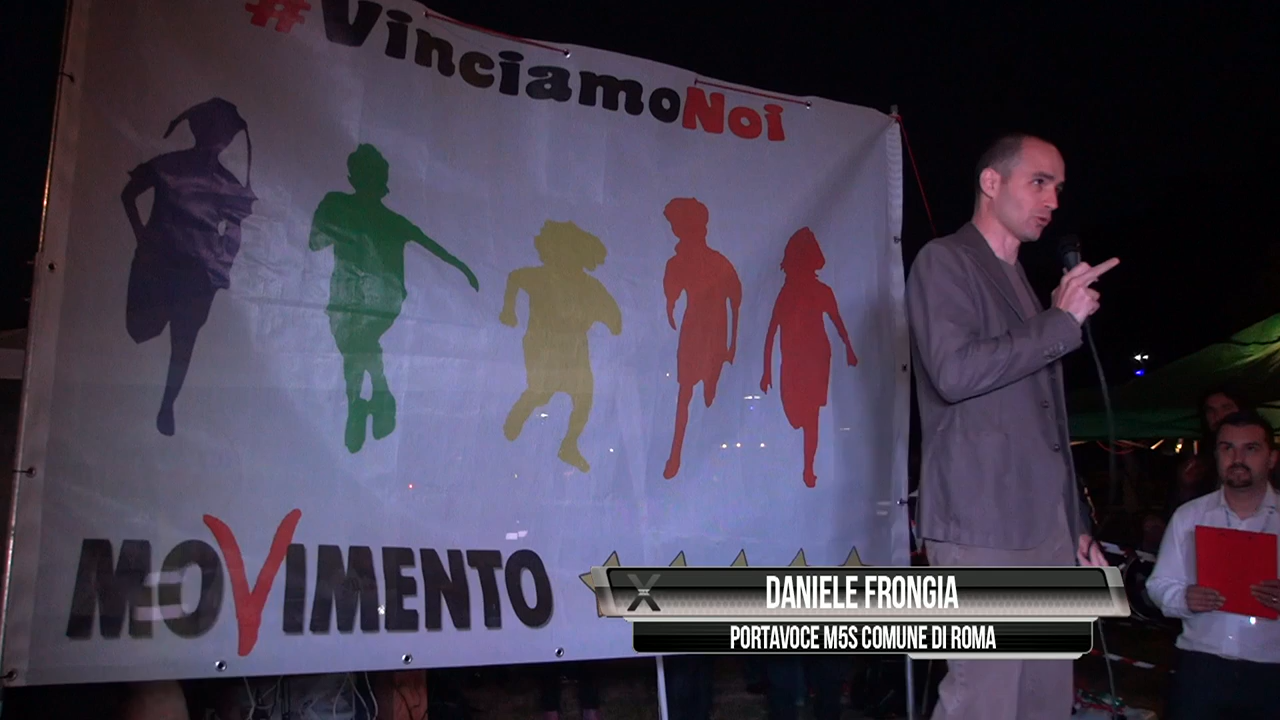 #VinciamoNoi
MOVIMENTO
DANIELE FRONGIA
PORTAVOCE M5S COMUNE DI ROMA